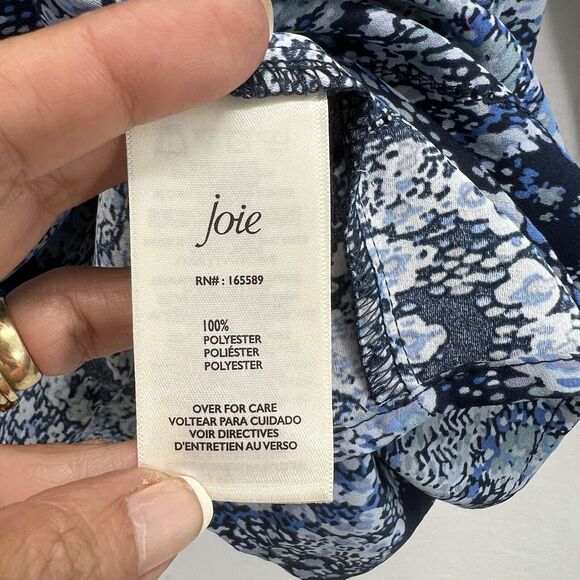 joie
RN# : 165589
100%
POLYESTER
POLIÉSTER
POLYESTER
OVER FOR CARE
VOLTEAR PARA CUIDADO
VOIR DIRECTIVES
D'ENTRETIEN AU VERSO